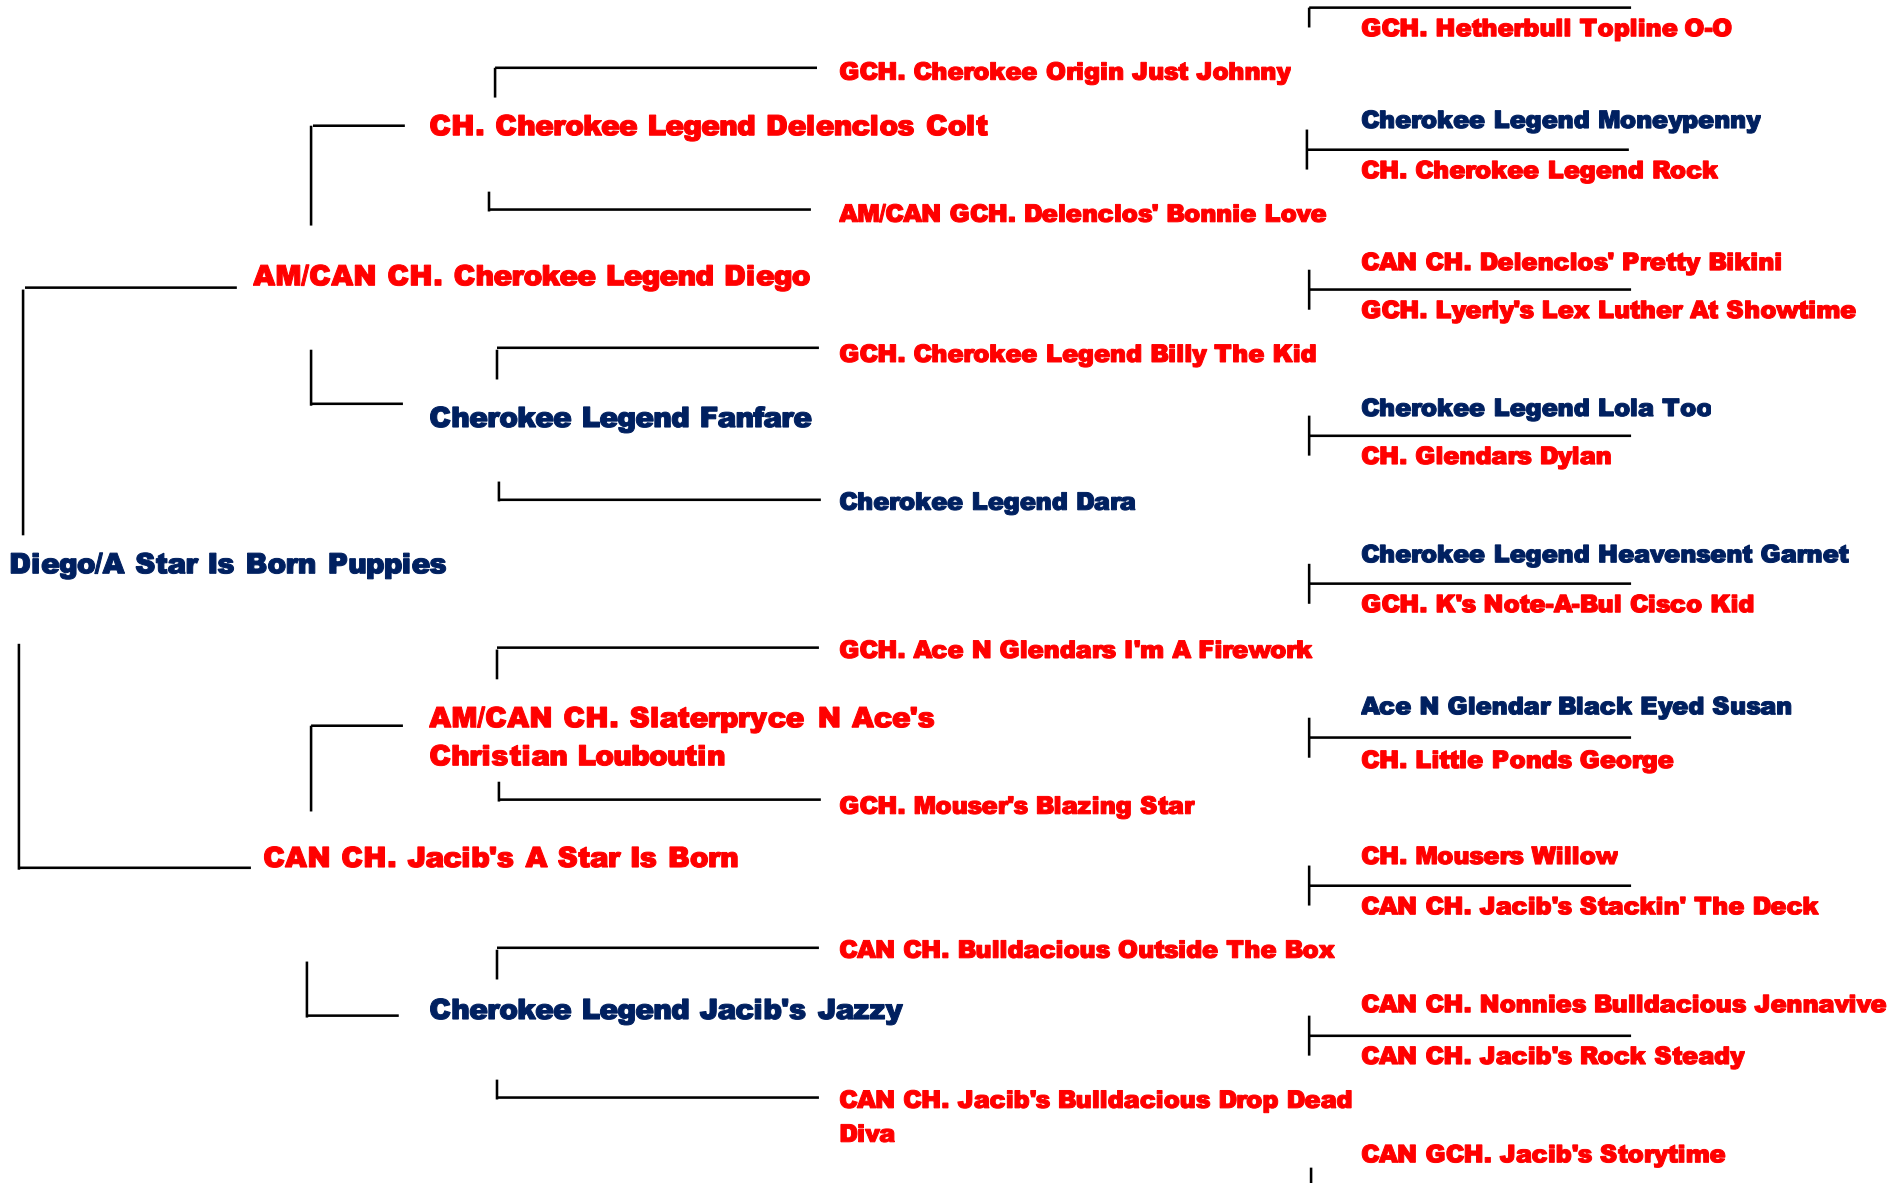 GCH. Hetherbull Topline O-O
GCH. Cherokee Origin Just Johnny
Cherokee Legend Moneypenny
CH. Cherokee Legend Delenclos Colt
CH. Cherokee Legend Rock
AM/CAN GCH. Delenclos' Bonnie Love
CAN CH. Delenclos' Pretty Bikini
AM/CAN CH. Cherokee Legend Diego
GCH. Lyerly's Lex Luther At Showtime
GCH. Cherokee Legend Billy The Kid
Cherokee Legend Lola Too
Cherokee Legend Fanfare
CH. Glendars Dylan
Cherokee Legend Dara
Cherokee Legend Heavensent Garnet
Diego/A Star Is Born Puppies
GCH. K's Note-A-Bul Cisco Kid
GCH. Ace N Glendars I'm A Firework
Ace N Glendar Black Eyed Susan
AM/CAN CH. Slaterpryce N Ace's
Christian Louboutin
CH. Little Ponds George
GCH. Mouser's Blazing Star
CAN CH. Jacib's A Star Is Born
CH. Mousers Willow
CAN CH. Jacib's Stackin' The Deck
CAN CH. Bulldacious Outside The Box
CAN CH. Nonnies Bulldacious Jennavive
Cherokee Legend Jacib's Jazzy
CAN CH. Jacib's Rock Steady
CAN CH. Jacib's Bulldacious Drop Dead
Diva
CAN GCH. Jacib's Storytime